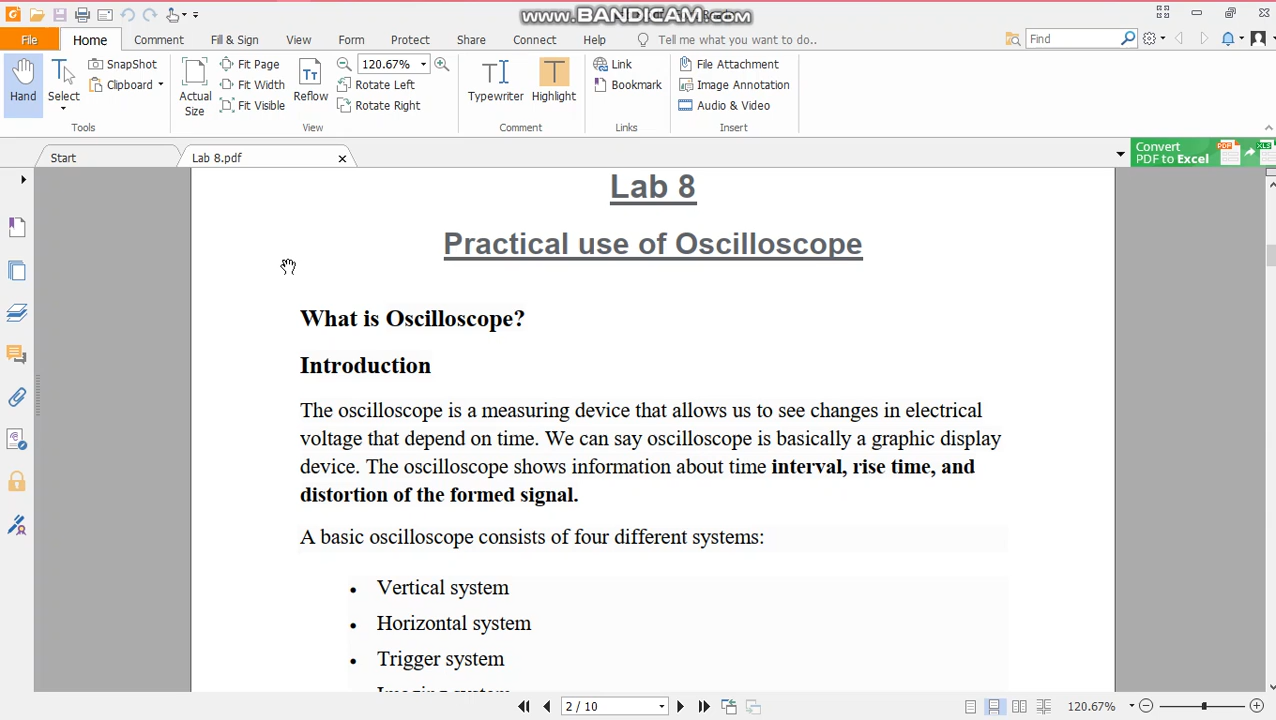 www.BANDICAM.com
File Home Comment Fill & Sign View Form Protect Share Connect Help Tell me what you want to do.. Find
Hand Select SnapShot Clipboard Actual Size Fit Page Fit Width Fit Visible Reflow 120.67% Rotate Left Rotate Right Typewriter Highlight Link Bookmark File Attachment Image Annotation Audio & Video
Tools View Comment Links Insert
Start Lab 8.pdf Convert PDF to Excel PDF XLS
Lab 8
Practical use of Oscilloscope
What is Oscilloscope?
Introduction
The oscilloscope is a measuring device that allows us to see changes in electrical
voltage that depend on time. We can say oscilloscope is basically a graphic display
device. The oscilloscope shows information about time interval, rise time, and
distortion of the formed signal.
A basic oscilloscope consists of four different systems:
• Vertical system
• Horizontal system
• Trigger system
2 / 10 120.67%